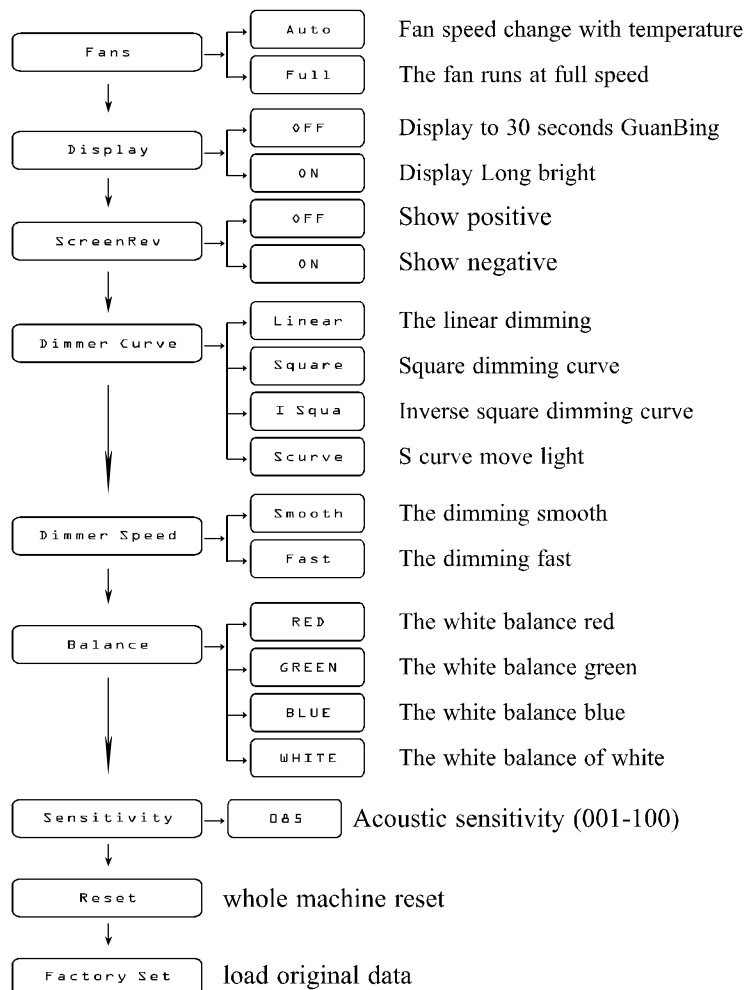 Auto Fan speed change with temperature
Fans
Full The fan runs at full speed
OFF Display to 30 seconds GuanBing
Display
ON Display Long bright
OFF Show positive
ScreenRev
ON Show negative
Linear The linear dimming
Dimmer Curve
Square Square dimming curve
I Squa Inverse square dimming curve
Scurve S curve move light
Smooth The dimming smooth
Dimmer Speed
Fast The dimming fast
RED The white balance red
Balance
GREEN The white balance green
BLUE The white balance blue
WHITE The white balance of white
Sensitivity 085 Acoustic sensitivity (001-100)
Reset whole machine reset
Factory Set load original data